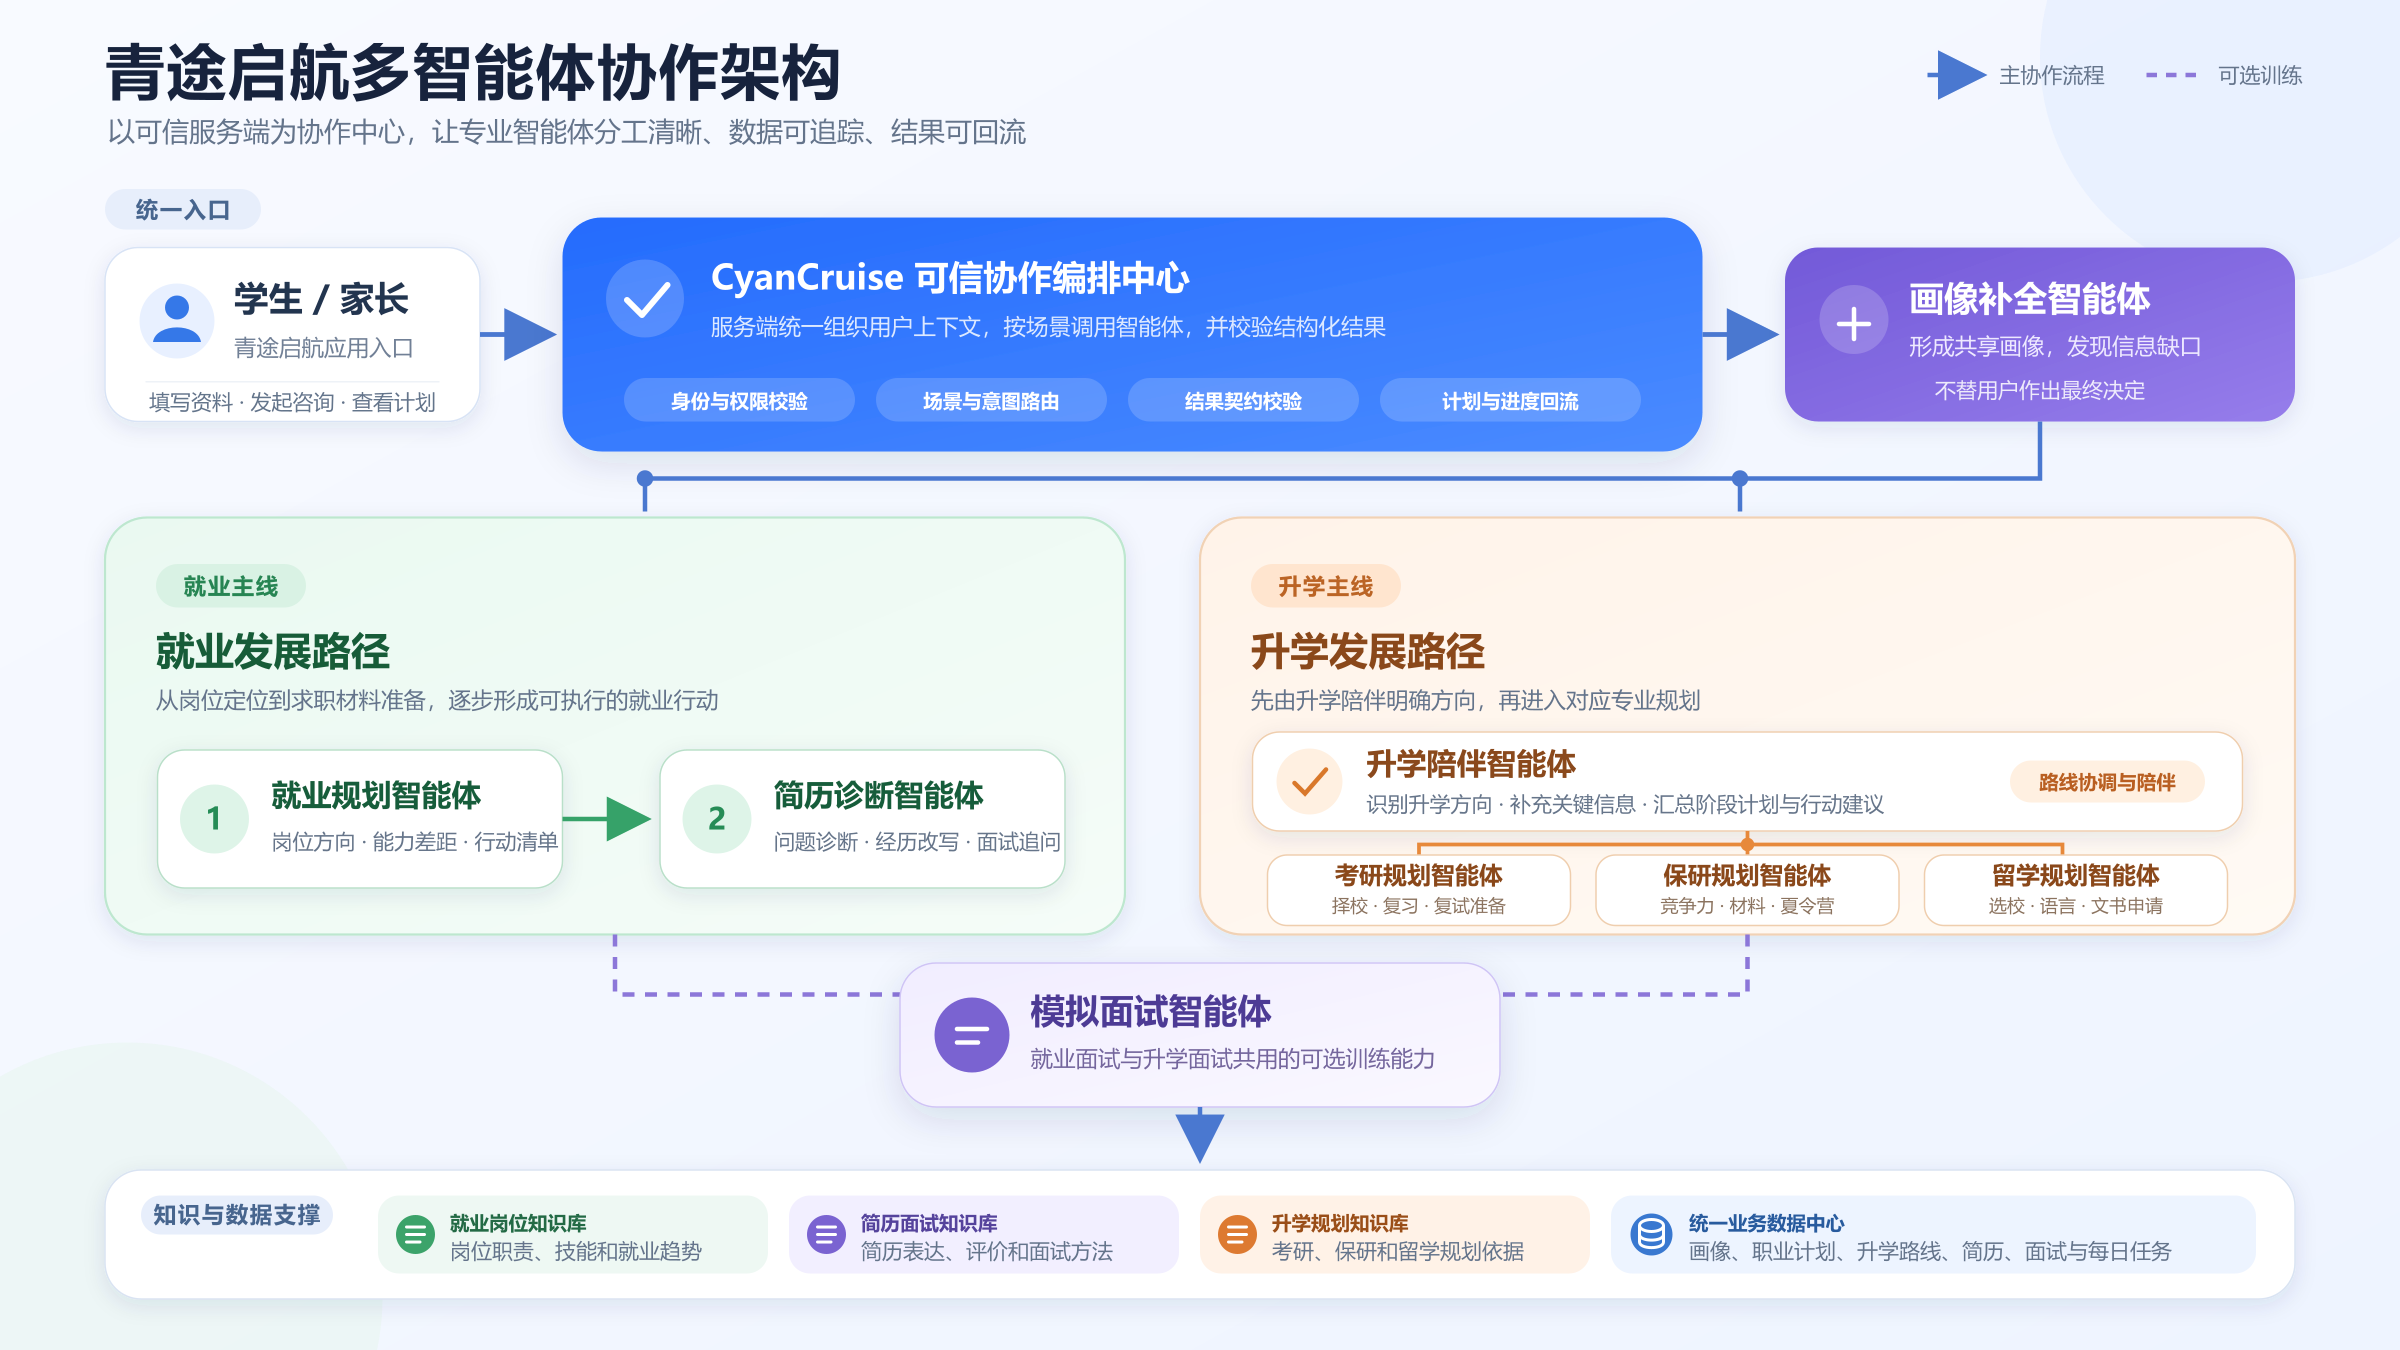 青途启航多智能体协作架构
主协作流程
可选训练
以可信服务端为协作中心，让专业智能体分工清晰、数据可追踪、结果可回流
统一入口
学生 / 家长
青途启航应用入口
填写资料 · 发起咨询 · 查看计划
CyanCruise 可信协作编排中心
服务端统一组织用户上下文，按场景调用智能体，并校验结构化结果
身份与权限校验
场景与意图路由
结果契约校验
计划与进度回流
画像补全智能体
形成共享画像，发现信息缺口
不替用户作出最终决定
就业主线
就业发展路径
从岗位定位到求职材料准备，逐步形成可执行的就业行动
1
就业规划智能体
岗位方向 · 能力差距 · 行动清单
2
简历诊断智能体
问题诊断 · 经历改写 · 面试追问
升学主线
升学发展路径
先由升学陪伴明确方向，再进入对应专业规划
升学陪伴智能体
识别升学方向 · 补充关键信息 · 汇总阶段计划与行动建议
路线协调与陪伴
考研规划智能体
择校 · 复习 · 复试准备
保研规划智能体
竞争力 · 材料 · 夏令营
留学规划智能体
选校 · 语言 · 文书申请
模拟面试智能体
就业面试与升学面试共用的可选训练能力
知识与数据支撑
就业岗位知识库
岗位职责、技能和就业趋势
简历面试知识库
简历表达、评价和面试方法
升学规划知识库
考研、保研和留学规划依据
统一业务数据中心
画像、职业计划、升学路线、简历、面试与每日任务